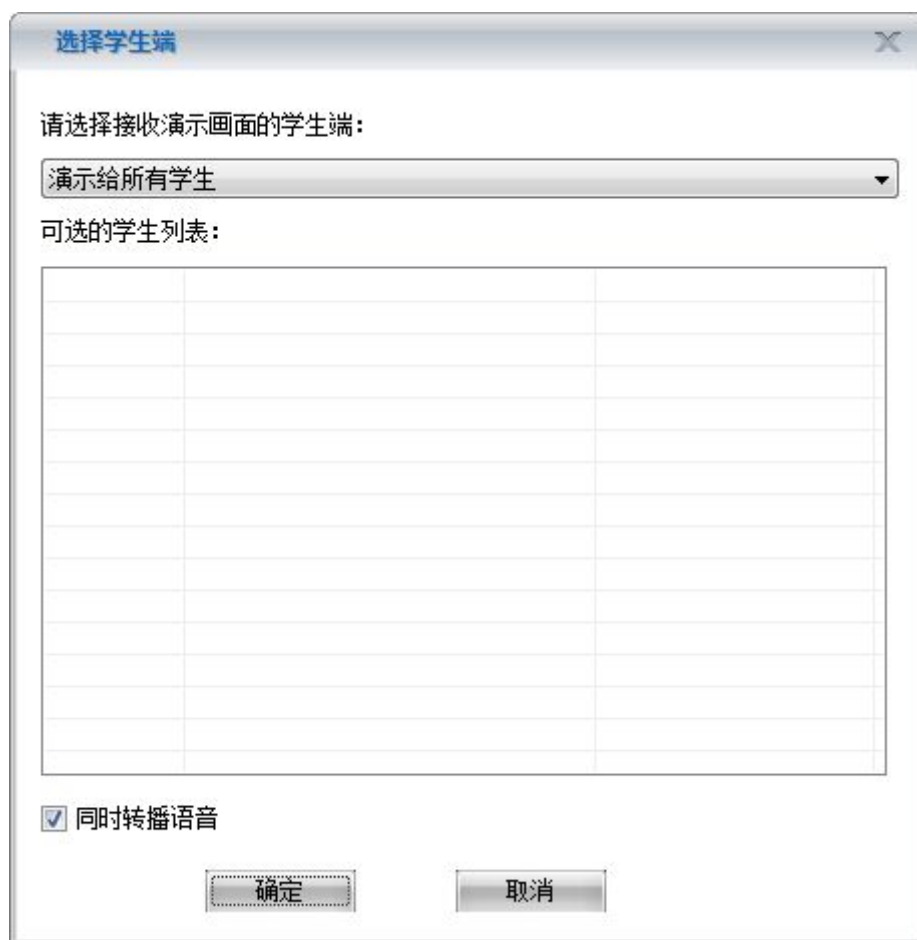 选择学生端
请选择接收演示画面的学生端：
演示给所有学生
可选的学生列表：
同时转播语音
确定
取消